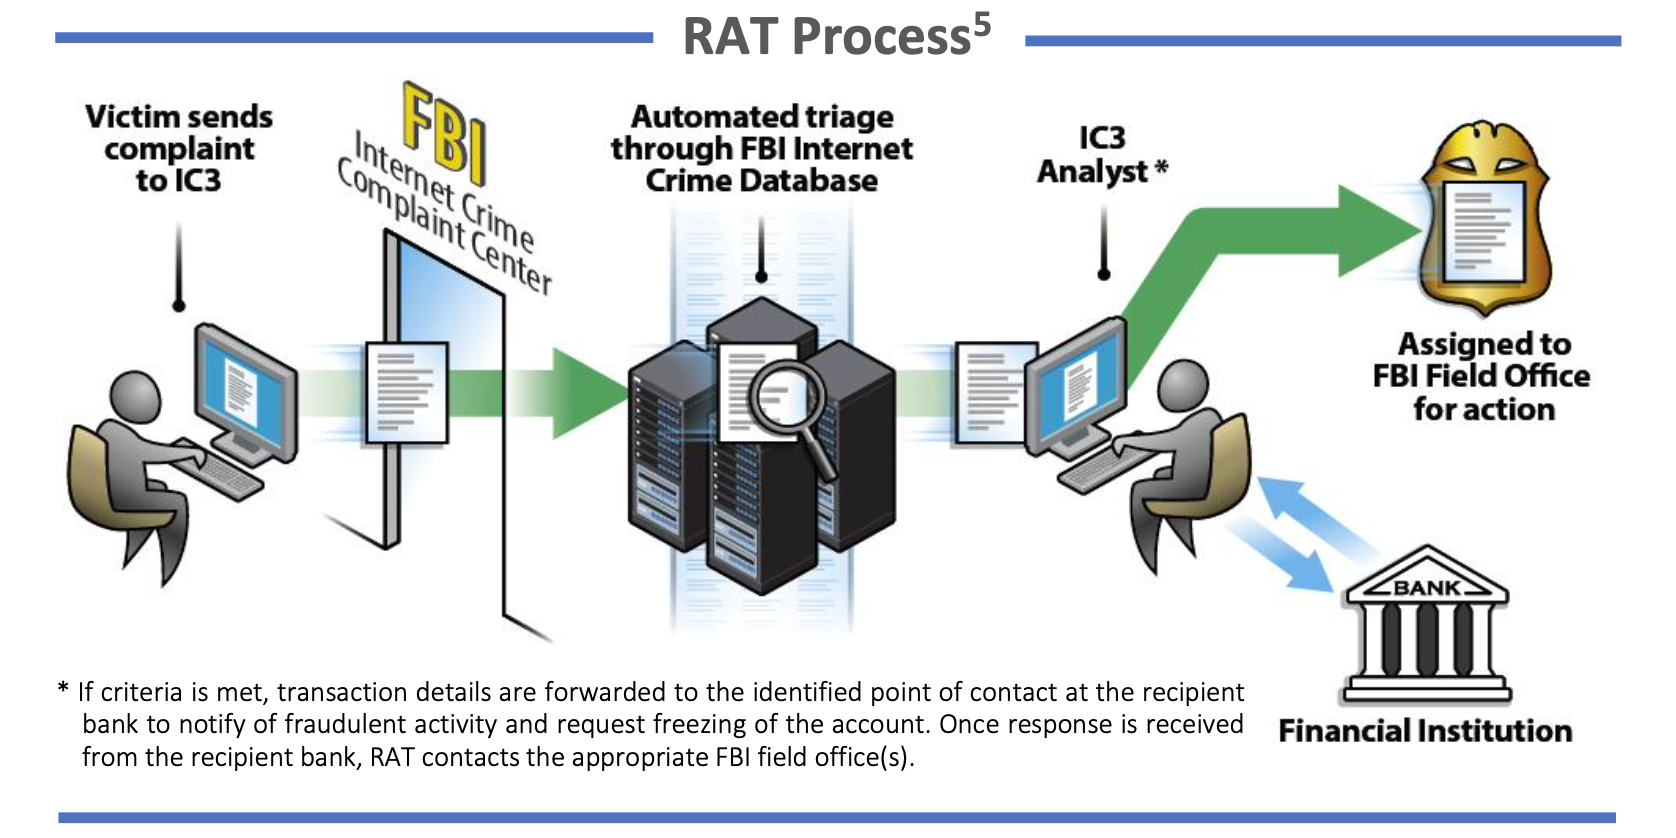 RAT Process⁵
Victim sends
complaint
to IC3
FBI
Internet Crime
Complaint Center
Automated triage
through FBI Internet
Crime Database
IC3
Analyst *
Assigned to
FBI Field Office
for action
BANK
Financial Institution
* If criteria is met, transaction details are forwarded to the identified point of contact at the recipient
bank to notify of fraudulent activity and request freezing of the account. Once response is received
from the recipient bank, RAT contacts the appropriate FBI field office(s).